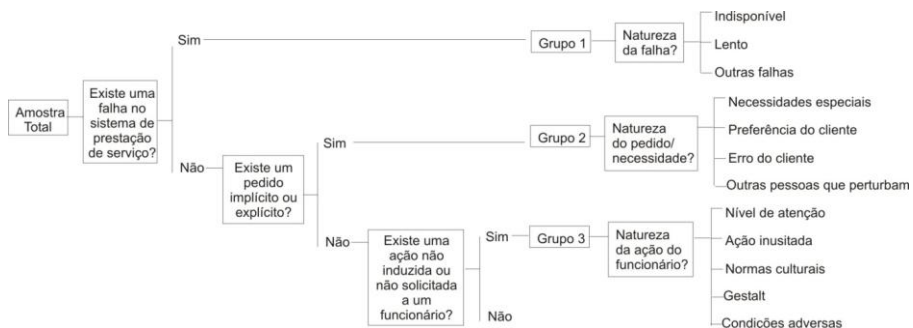 Amostra
Total
Existe uma
falha no
sistema de
prestação
de serviço?
Sim
Grupo 1
Natureza
da falha?
Indisponível
Lento
Outras falhas
Não
Existe um
pedido
implícito ou
explícito?
Sim
Grupo 2
Natureza
do pedido/
necessidade?
Necessidades especiais
Preferência do cliente
Erro do cliente
Outras pessoas que perturbam
Não
Existe uma
ação não
induzida ou
não solicitada
a um
funcionário?
Sim
Grupo 3
Natureza
da ação do
funcionário?
Nível de atenção
Ação inusitada
Normas culturais
Gestalt
Condições adversas
Não